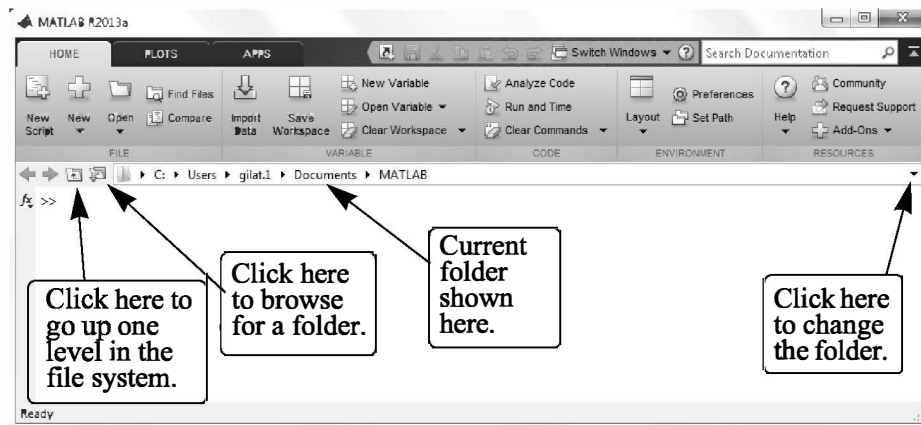 MATLAB R2013a
HOME PLOTS APPS Switch Windows Search Documentation
New Script New Open Find Files Compare Import Data Save Workspace New Variable Open Variable Clear Workspace Analyze Code Run and Time Clear Commands Layout Preferences Set Path Help Community Request Support Add-Ons
FILE VARIABLE CODE ENVIRONMENT RESOURCES
C: Users gilat.1 Documents MATLAB
fx >>
Click here to
go up one
level in the
file system.
Click here
to browse
for a folder.
Current
folder
shown
here.
Click here
to change
the folder.
Ready